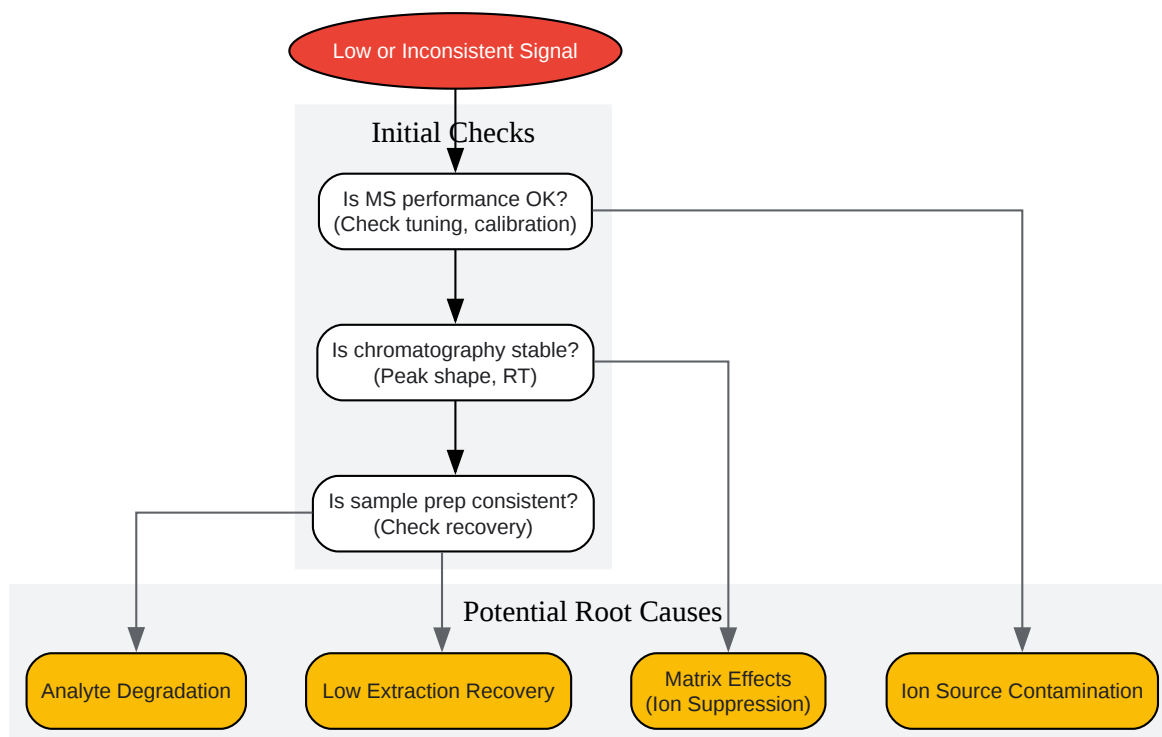 Low or Inconsistent Signal
Initial Checks
Is MS performance OK?
(Check tuning, calibration)
Is chromatography stable?
(Peak shape, RT)
Is sample prep consistent?
(Check recovery)
Potential Root Causes
Analyte Degradation
Low Extraction Recovery
Matrix Effects
(Ion Suppression)
Ion Source Contamination